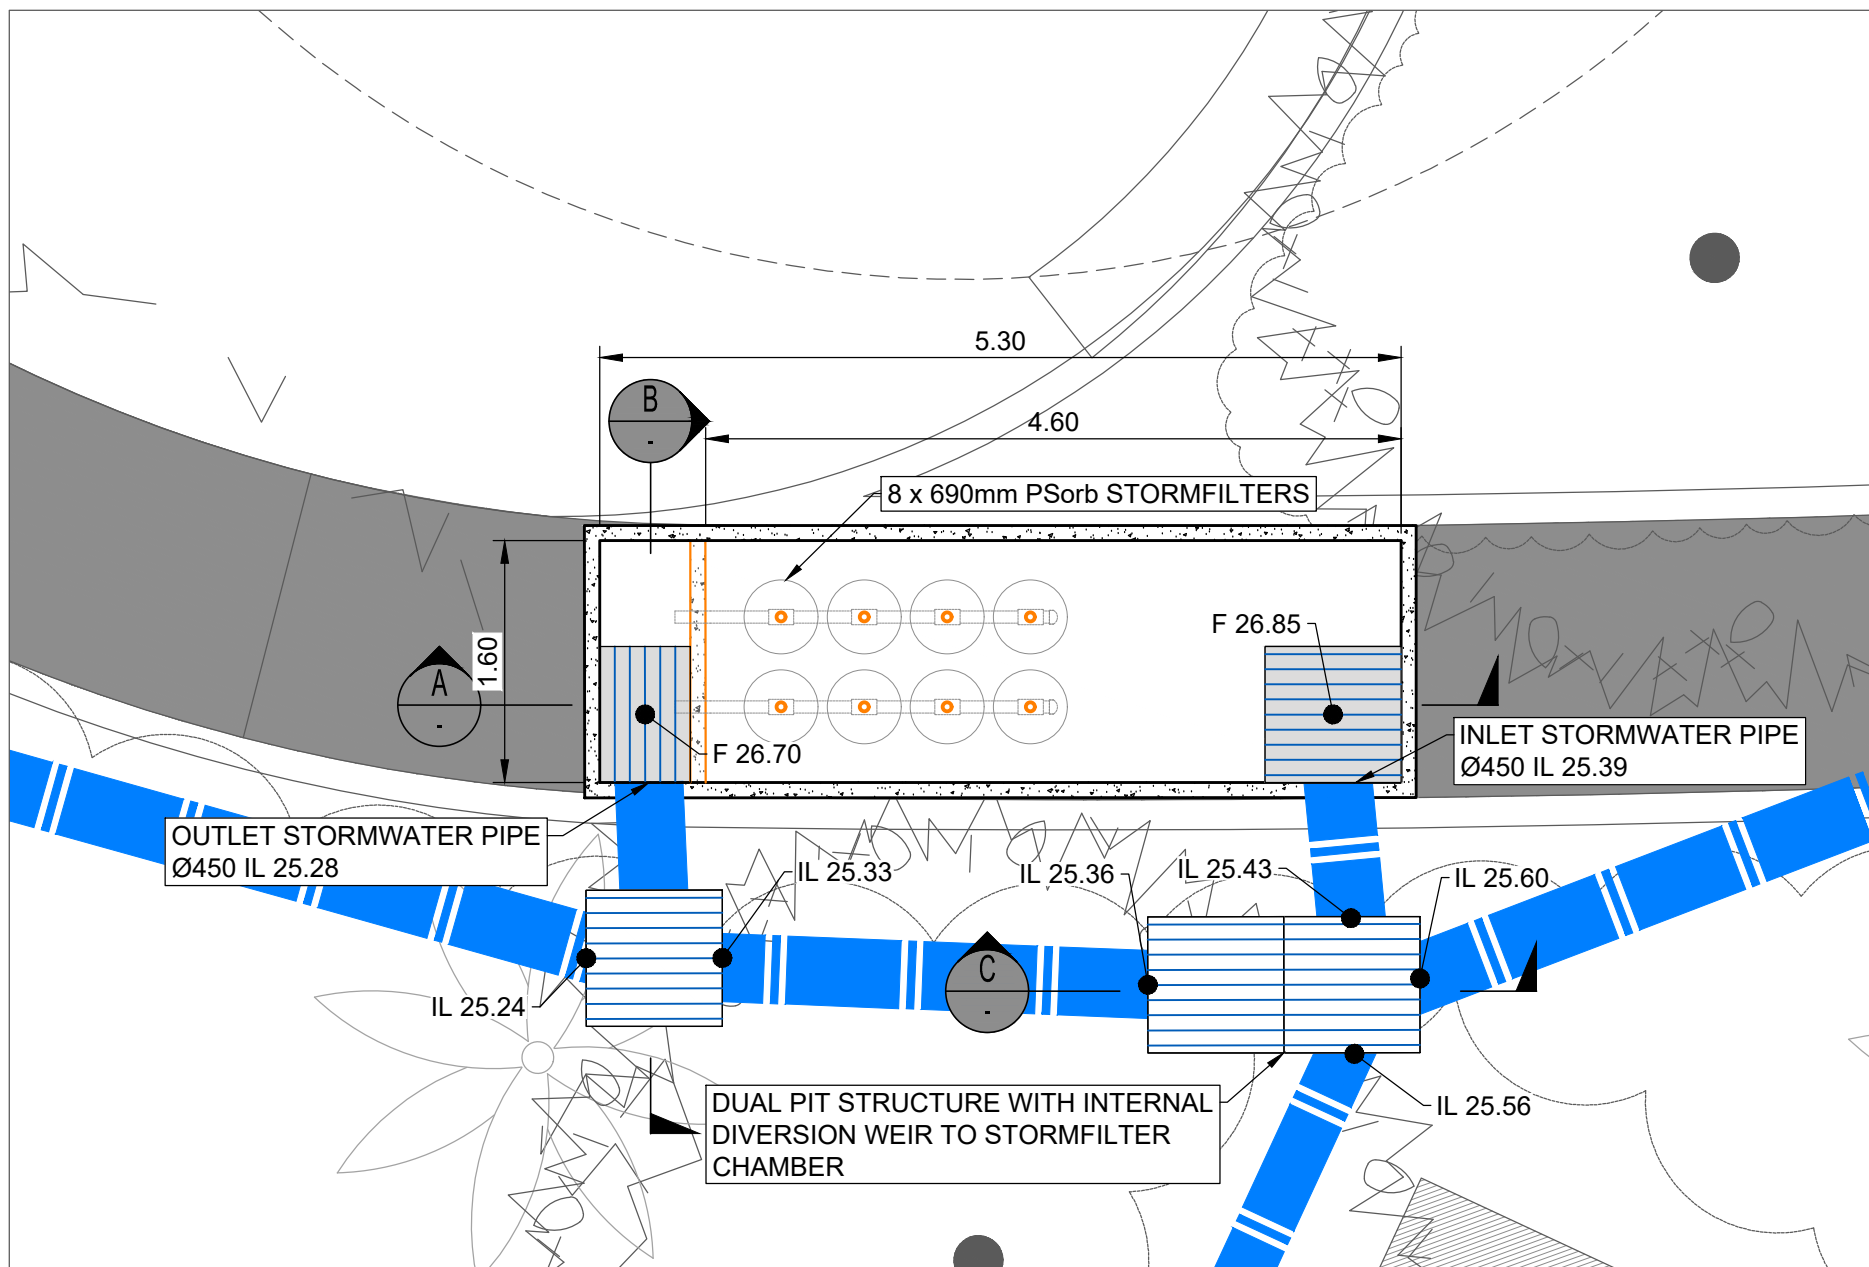 5.30
B
-
4.60
8 x 690mm PSorb STORMFILTERS
F 26.85
1.60
A
-
F 26.70
INLET STORMWATER PIPE
Ø450 IL 25.39
OUTLET STORMWATER PIPE
Ø450 IL 25.28
IL 25.33
IL 25.36
IL 25.43
IL 25.60
C
-
IL 25.24
DUAL PIT STRUCTURE WITH INTERNAL
DIVERSION WEIR TO STORMFILTER
CHAMBER
IL 25.56